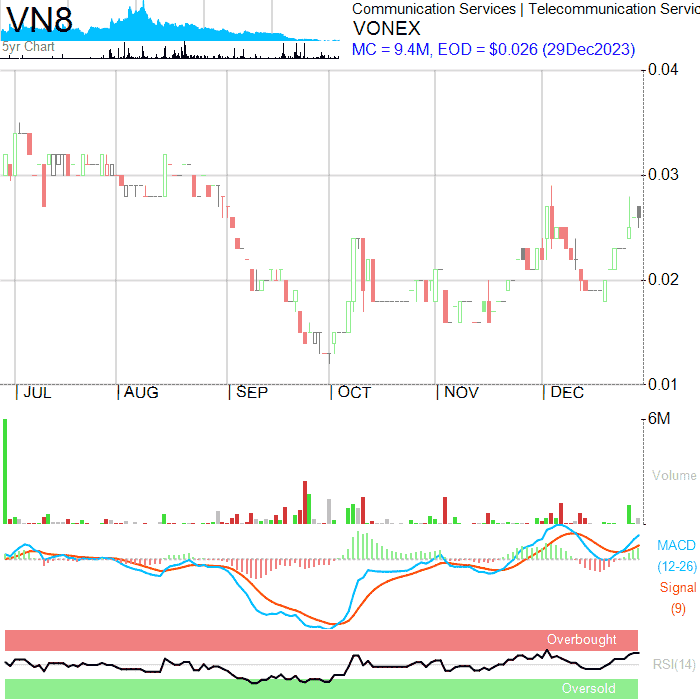 VN8
5yr Chart
Communication Services | Telecommunication Servic
VONEX
MC = 9.4M, EOD = $0.026 (29Dec2023)
0.04
0.03
0.02
0.01
| JUL | AUG | SEP | OCT | NOV | DEC
6M
Volume
MACD
(12-26)
Signal
(9)
Overbought
RSI(14)
Oversold